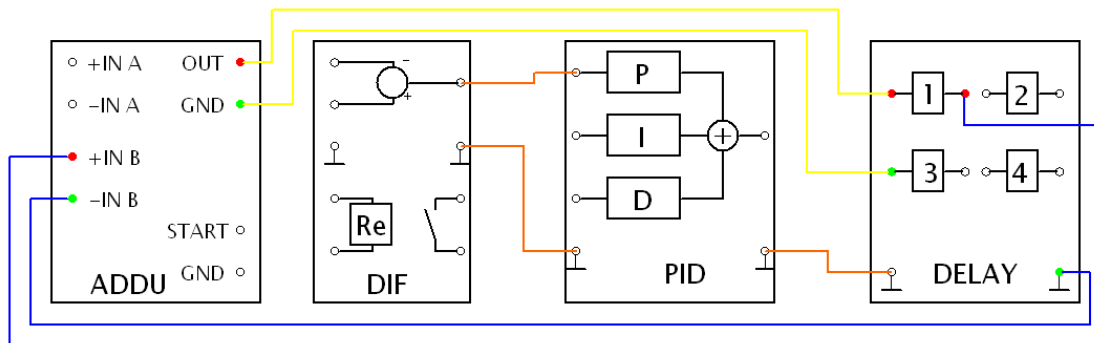 +IN A OUT
-IN A GND
+IN B
-IN B
START
GND
ADDU
-
+
Re
DIF
P
I
D
+
PID
1 2
3 4
DELAY